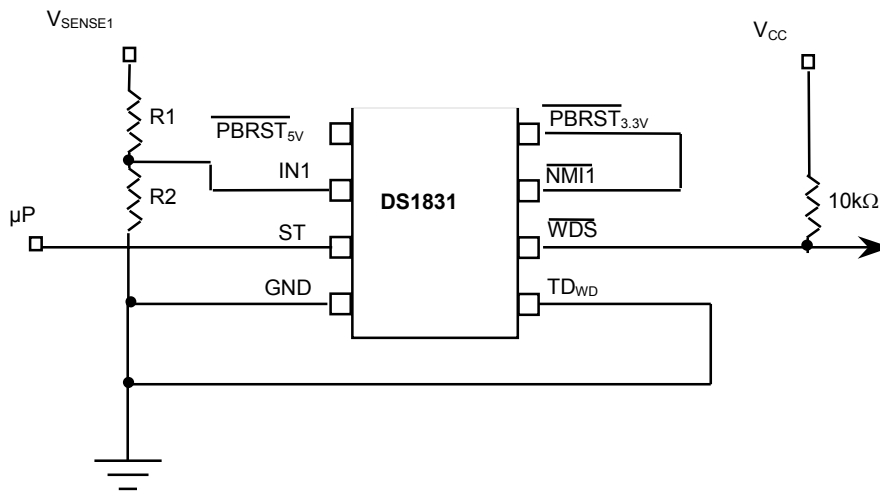 VSENSE1
VCC
R1
PBRST5V
PBRST3.3V
IN1
NMI1
R2
DS1831
10kΩ
µP
ST
WDS
GND
TDWD